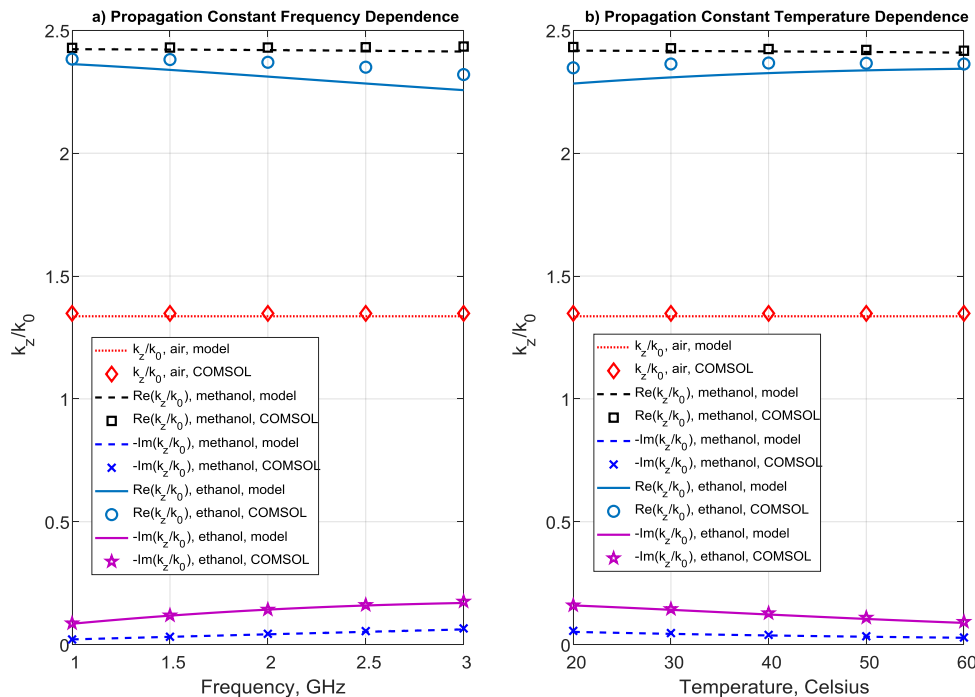 a) Propagation Constant Frequency Dependence
2.5
2
1.5
1
0.5
0
k_z/k_0
1
1.5
2
2.5
3
Frequency, GHz
k_z/k_0, air, model
k_z/k_0, air, COMSOL
Re(k_z/k_0), methanol, model
Re(k_z/k_0), methanol, COMSOL
-Im(k_z/k_0), methanol, model
-Im(k_z/k_0), methanol, COMSOL
Re(k_z/k_0), ethanol, model
Re(k_z/k_0), ethanol, COMSOL
-Im(k_z/k_0), ethanol, model
-Im(k_z/k_0), ethanol, COMSOL
b) Propagation Constant Temperature Dependence
2.5
2
1.5
1
0.5
0
k_z/k_0
20
30
40
50
60
Temperature, Celsius
k_z/k_0, air, model
k_z/k_0, air, COMSOL
Re(k_z/k_0), methanol, model
Re(k_z/k_0), methanol, COMSOL
-Im(k_z/k_0), methanol, model
-Im(k_z/k_0), methanol, COMSOL
Re(k_z/k_0), ethanol, model
Re(k_z/k_0), ethanol, COMSOL
-Im(k_z/k_0), ethanol, model
-Im(k_z/k_0), ethanol, COMSOL